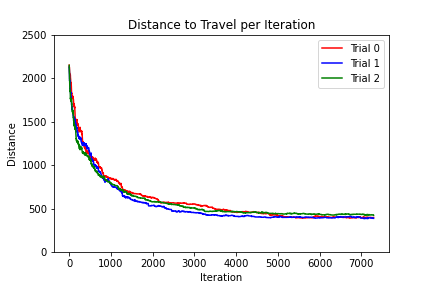 Distance to Travel per Iteration
2500
2000
1500
1000
500
0
Distance
Trial 0
Trial 1
Trial 2
0 1000 2000 3000 4000 5000 6000 7000
Iteration